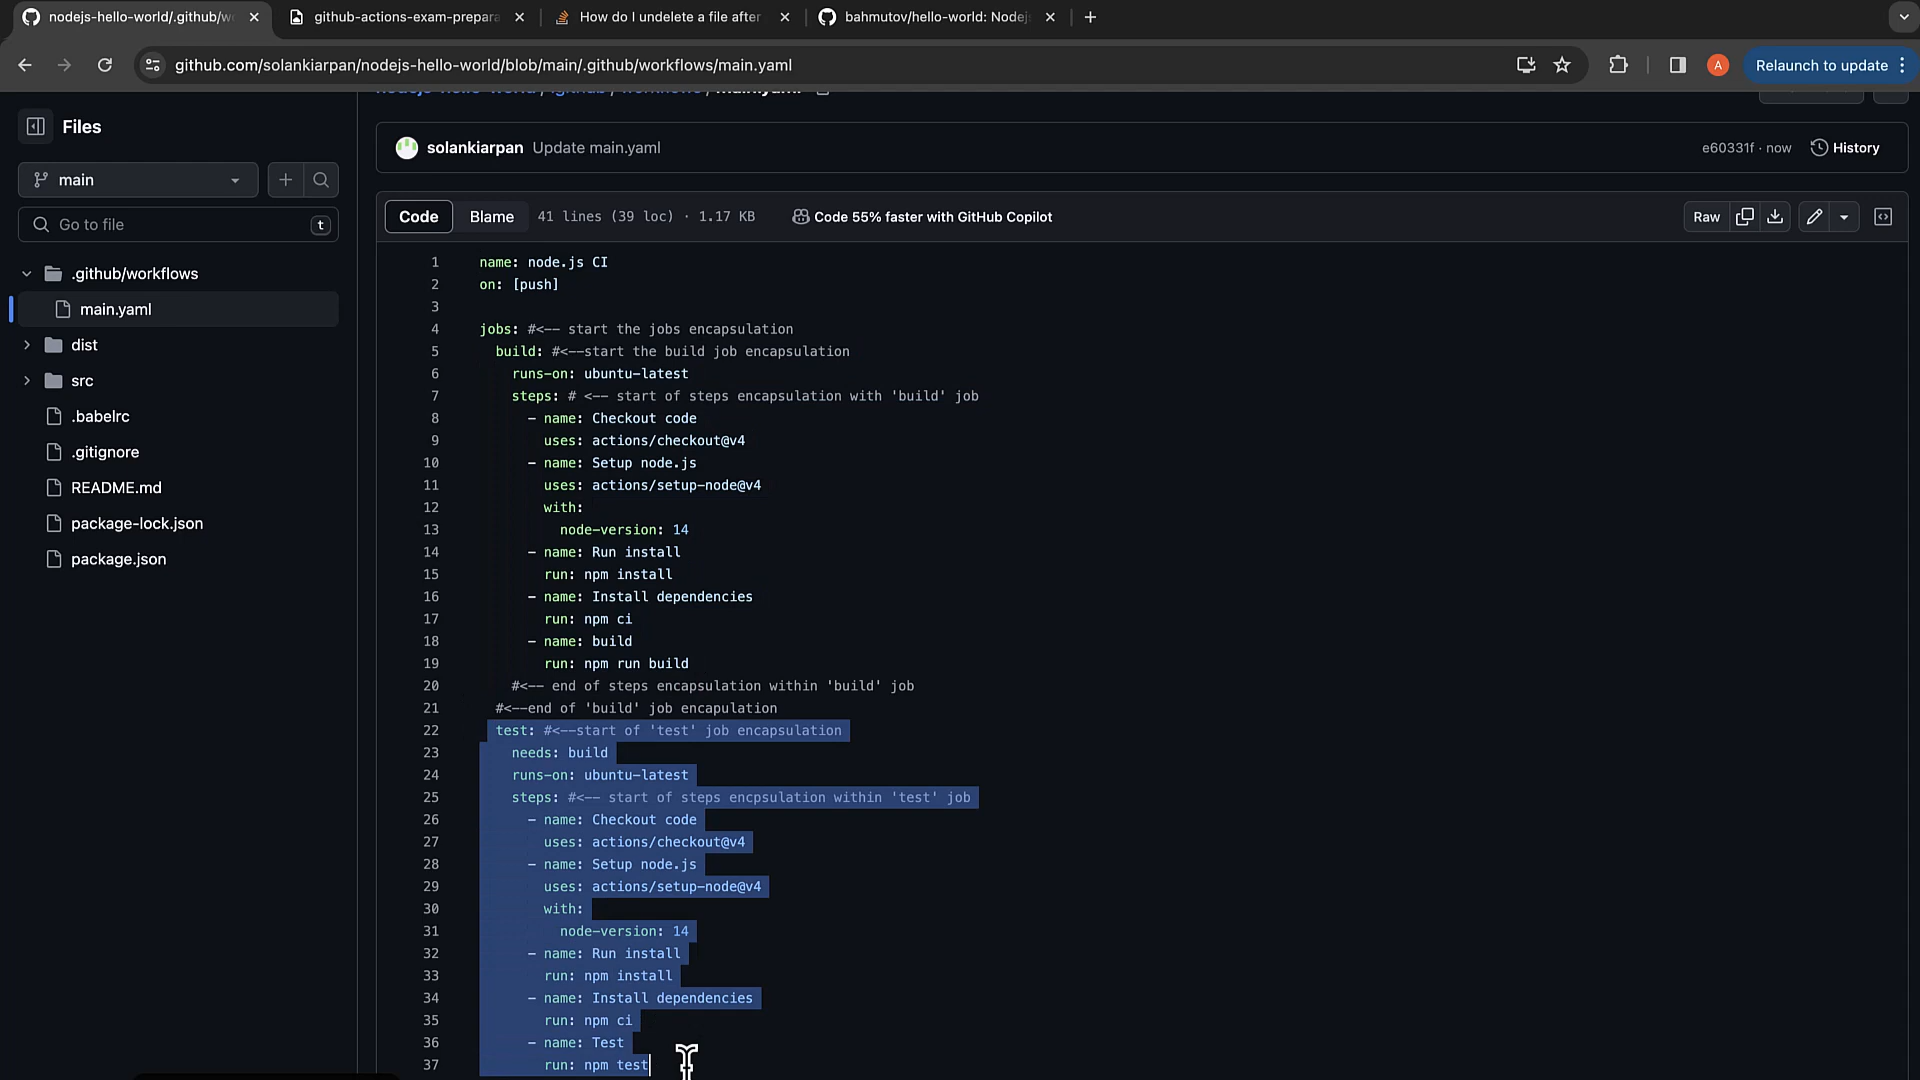 nodejs-hello-world/.github/w
github-actions-exam-prepara
How do I undelete a file after
bahmutov/hello-world: Nodej
github.com/solankiarpan/nodejs-hello-world/blob/main/.github/workflows/main.yaml
A
Relaunch to update
Files
main
Go to file
t
.github/workflows
main.yaml
dist
src
.babelrc
.gitignore
README.md
package-lock.json
package.json
nodejs-hello-world / .github / workflows / main.yaml
solankiarpan Update main.yaml
e60331f · now
History
Code
Blame
41 lines (39 loc) · 1.17 KB
Code 55% faster with GitHub Copilot
Raw
1 name: node.js CI
2 on: [push]
3
4 jobs: #<-- start the jobs encapsulation
5 build: #<--start the build job encapsulation
6 runs-on: ubuntu-latest
7 steps: # <-- start of steps encapsulation with 'build' job
8 - name: Checkout code
9 uses: actions/checkout@v4
10 - name: Setup node.js
11 uses: actions/setup-node@v4
12 with:
13 node-version: 14
14 - name: Run install
15 run: npm install
16 - name: Install dependencies
17 run: npm ci
18 - name: build
19 run: npm run build
20 #<-- end of steps encapsulation within 'build' job
21 #<--end of 'build' job encapulation
22 test: #<--start of 'test' job encapsulation
23 needs: build
24 runs-on: ubuntu-latest
25 steps: #<-- start of steps encpsulation within 'test' job
26 - name: Checkout code
27 uses: actions/checkout@v4
28 - name: Setup node.js
29 uses: actions/setup-node@v4
30 with:
31 node-version: 14
32 - name: Run install
33 run: npm install
34 - name: Install dependencies
35 run: npm ci
36 - name: Test
37 run: npm test